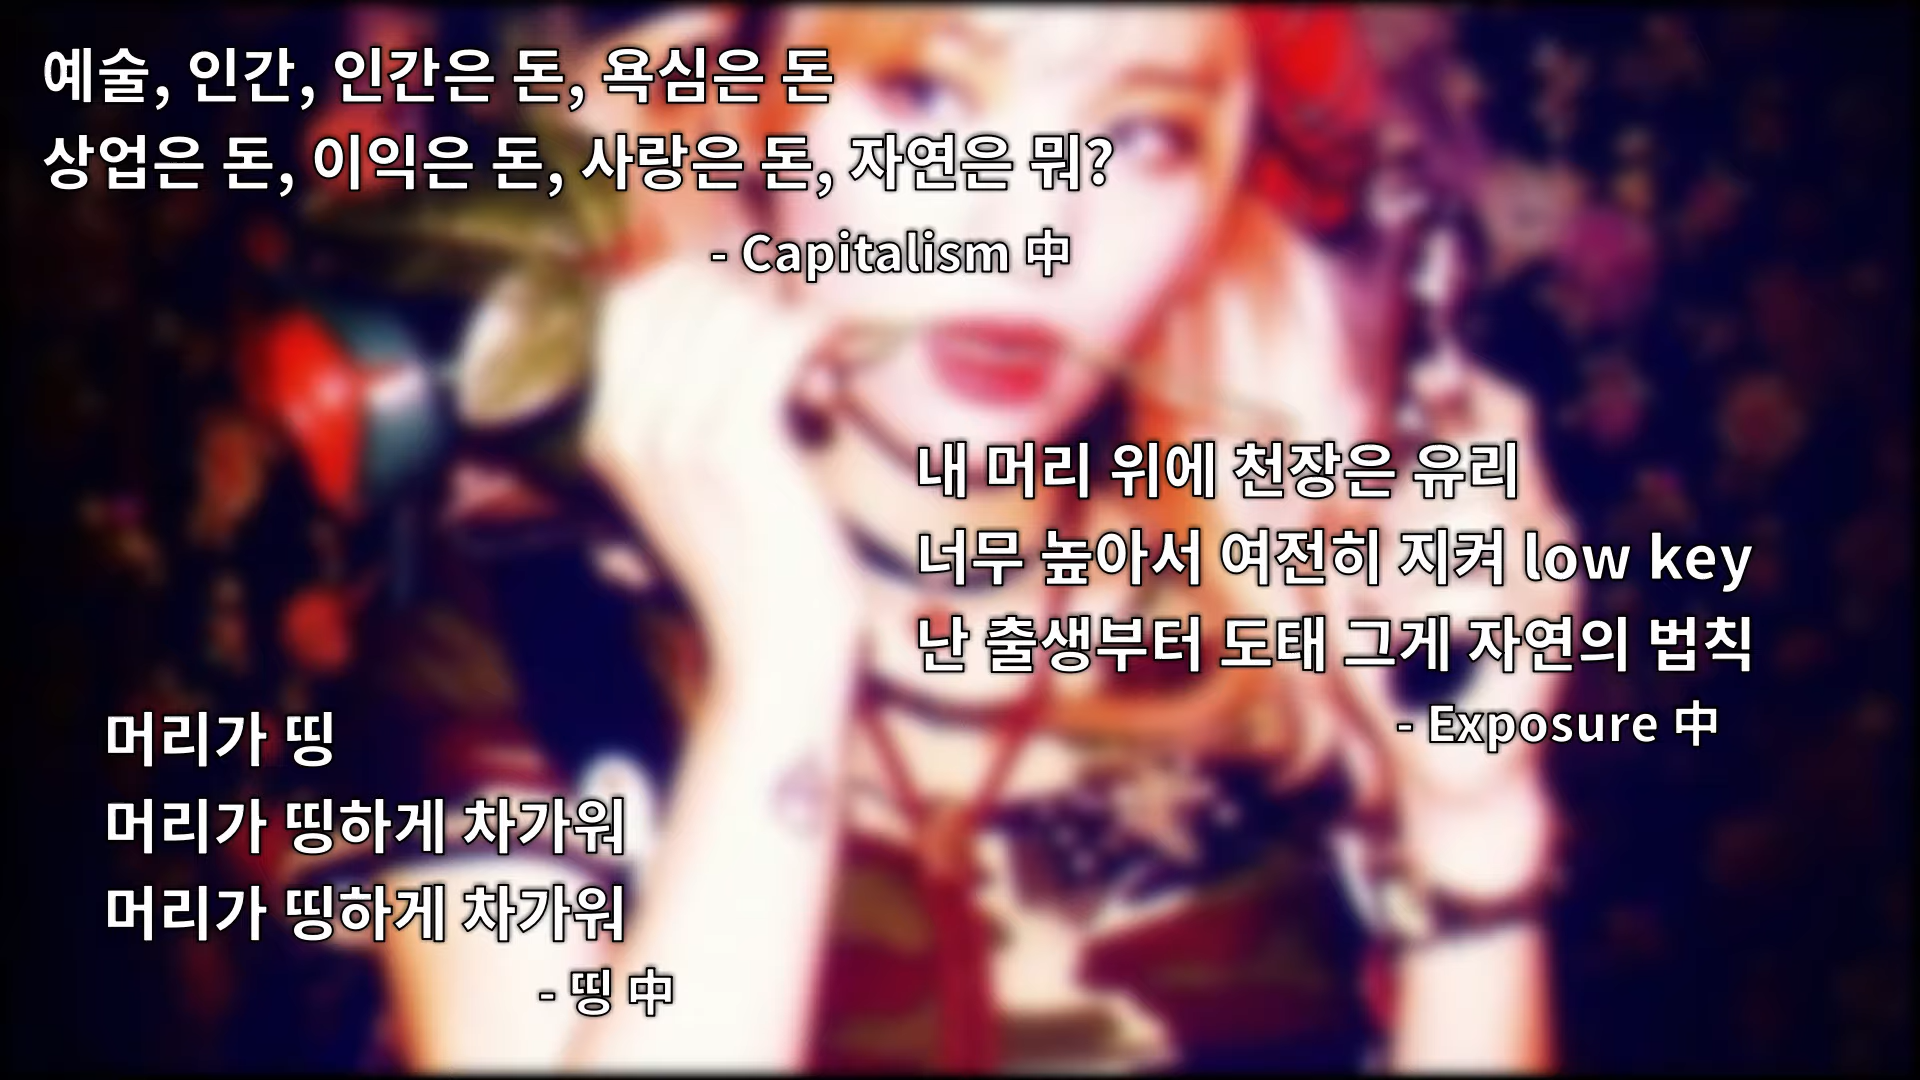 예술, 인간, 인간은 돈, 욕심은 돈
상업은 돈, 이익은 돈, 사랑은 돈, 자연은 뭐?
- Capitalism 中
내 머리 위에 천장은 유리
너무 높아서 여전히 지켜 low key
난 출생부터 도태 그게 자연의 법칙
- Exposure 中
머리가 띵
머리가 띵하게 차가워
머리가 띵하게 차가워
- 띵 中